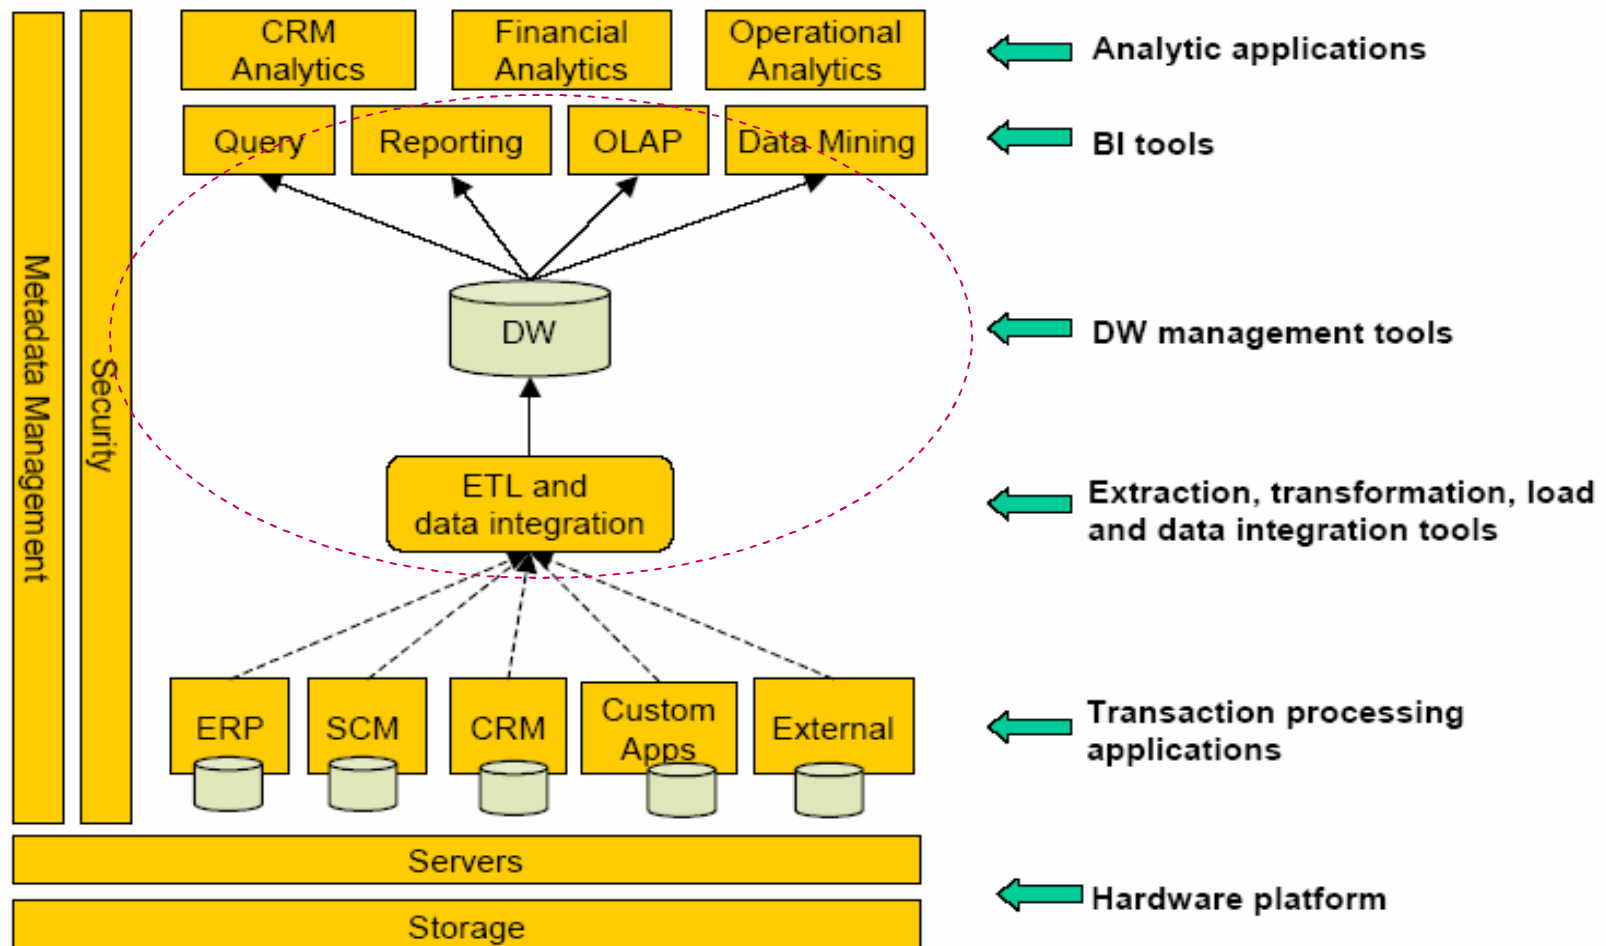 CRM
Analytics
Financial
Analytics
Operational
Analytics
Analytic applications
Query
Reporting
OLAP
Data Mining
BI tools
Metadata Management
Security
DW
DW management tools
ETL and
data integration
Extraction, transformation, load
and data integration tools
ERP
SCM
CRM
Custom
Apps
External
Transaction processing
applications
Servers
Storage
Hardware platform